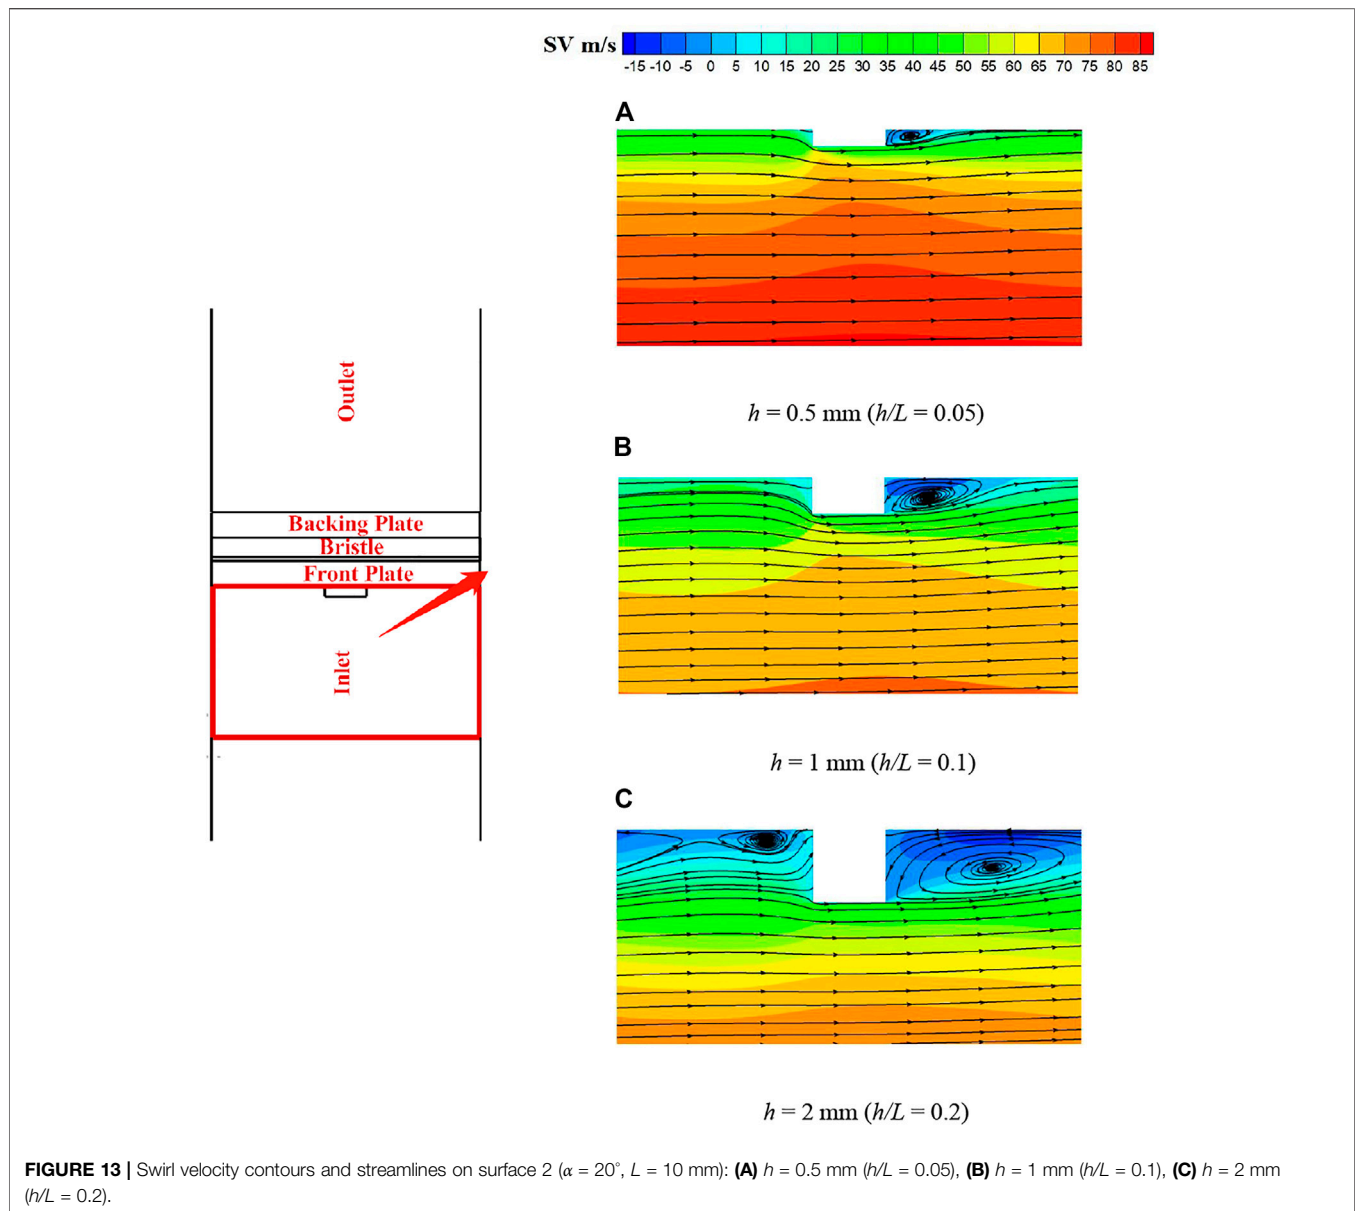 SV m/s
-15 -10 -5 0 5 10 15 20 25 30 35 40 45 50 55 60 65 70 75 80 85
A
h = 0.5 mm (h/L = 0.05)
B
h = 1 mm (h/L = 0.1)
C
h = 2 mm (h/L = 0.2)
Outlet
Backing Plate
Bristle
Front Plate
Inlet
FIGURE 13 | Swirl velocity contours and streamlines on surface 2 (α = 20°, L = 10 mm): (A) h = 0.5 mm (h/L = 0.05), (B) h = 1 mm (h/L = 0.1), (C) h = 2 mm
(h/L = 0.2).